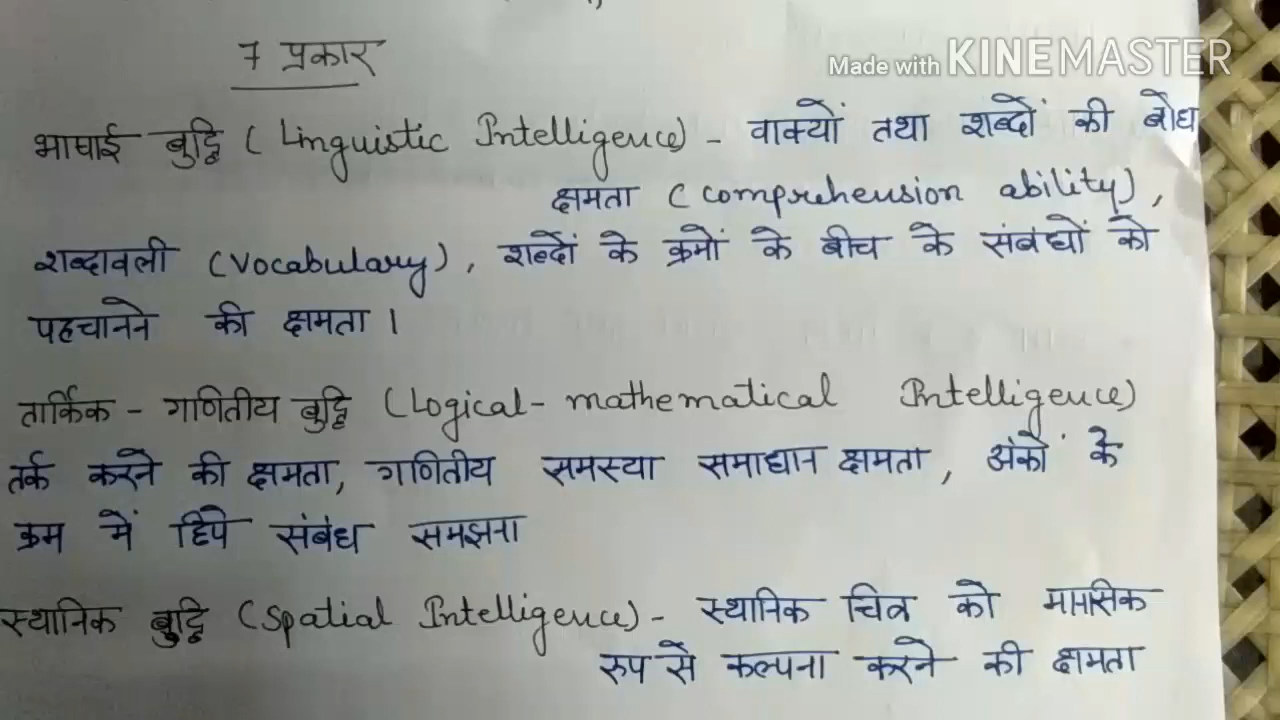 Made with KINEMASTER
7 प्रकार
भाषाई बुद्धि (Linguistic Intelligence) - वाक्यों तथा शब्दों की बोध
क्षमता (comprehension ability),
शब्दावली (Vocabulary), शब्दों के क्रमों के बीच के संबंधों को
पहचानने की क्षमता।
तार्किक - गणितीय बुद्धि (Logical-mathematical Intelligence)
तर्क करने की क्षमता, गणितीय समस्या समाधान क्षमता, अंकों के
क्रम में छिपे संबंध समझना
स्थानिक बुद्धि (Spatial Intelligence) - स्थानिक चित्र को मानसिक
रुप से कल्पना करने की क्षमता